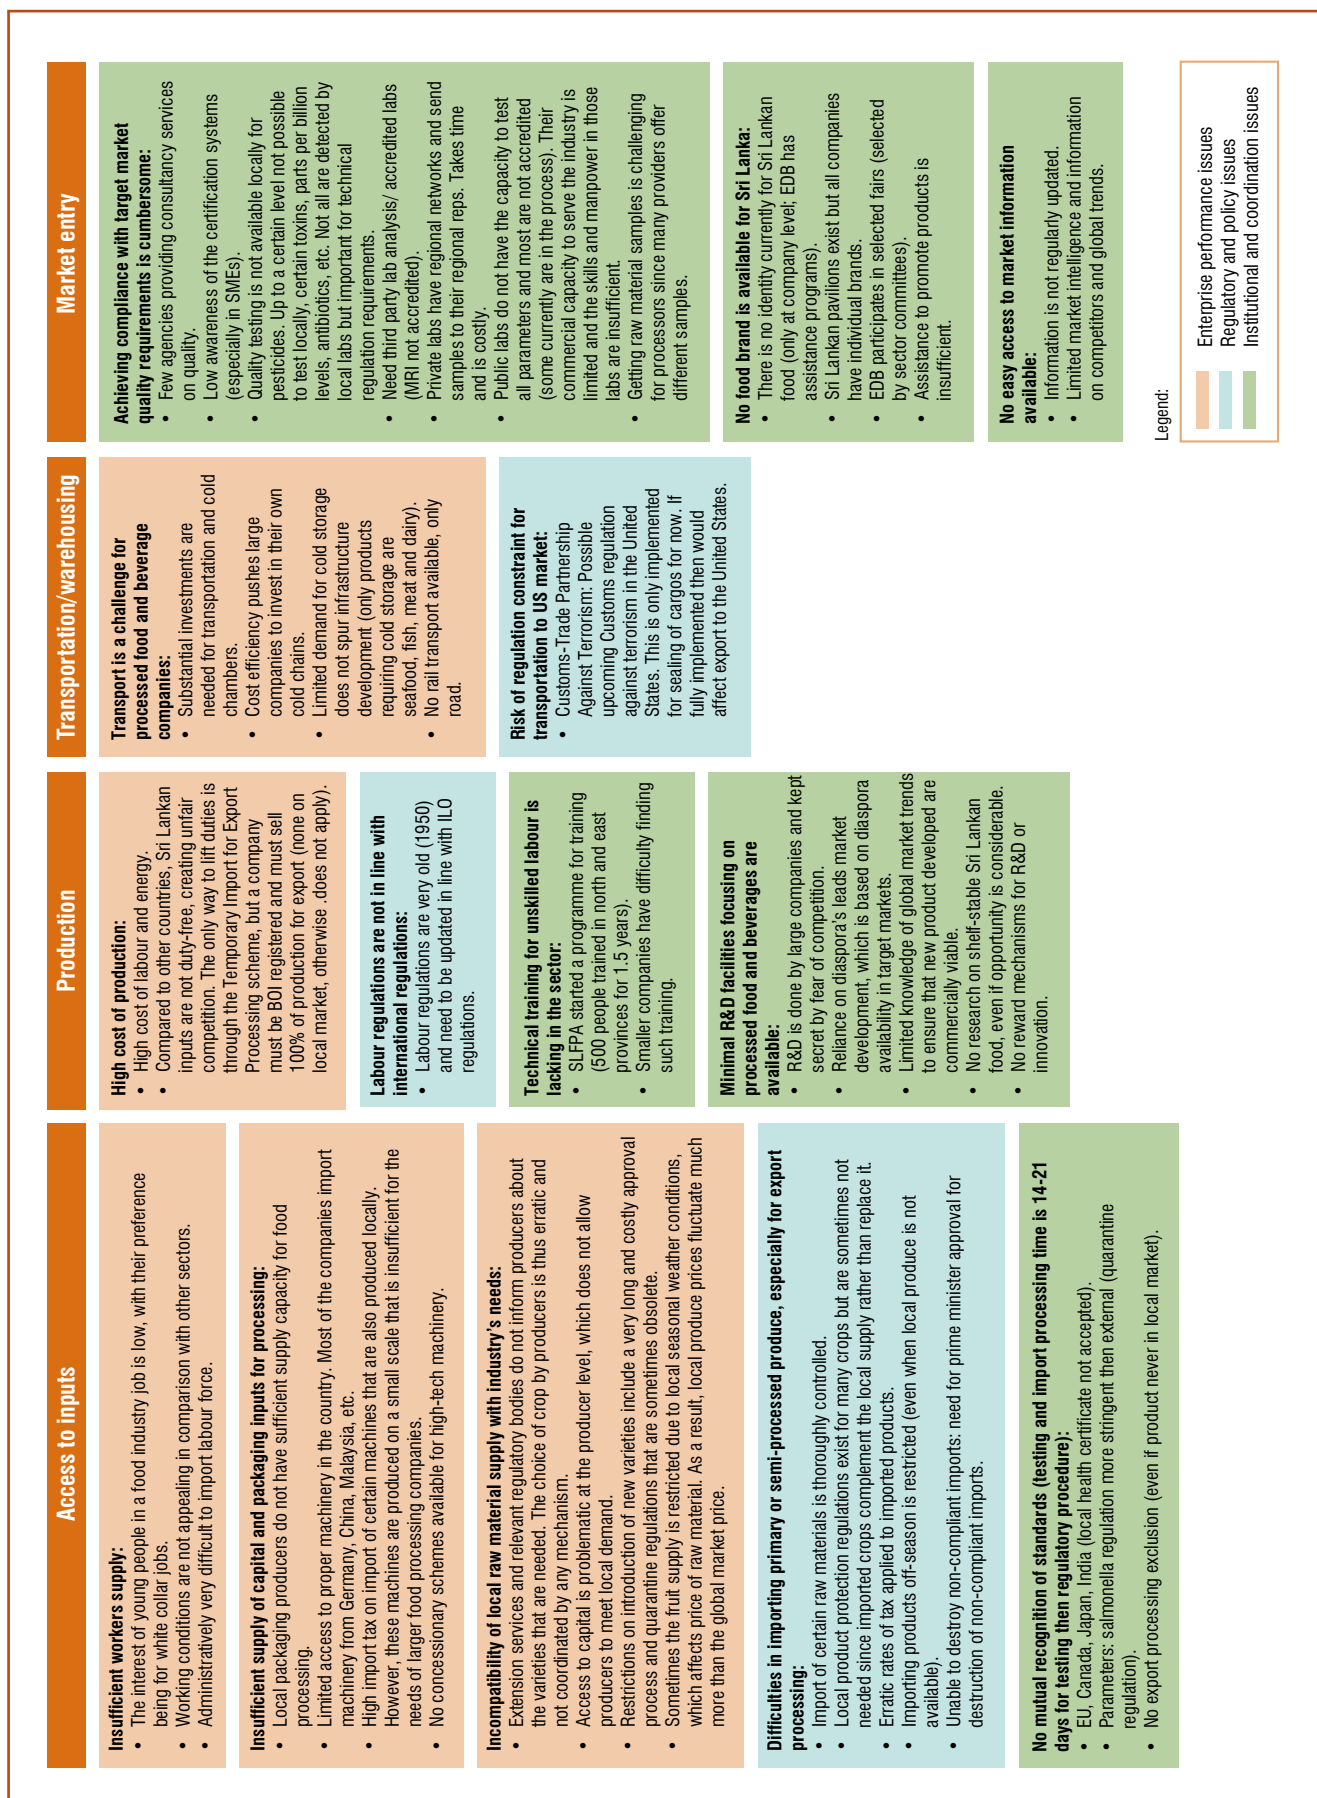 Access to inputs
Insufficient workers supply:
• The interest of young people in a food industry job is low, with their preference
being for white collar jobs.
• Working conditions are not appealing in comparison with other sectors.
• Administratively very difficult to import labour force.
Insufficient supply of capital and packaging inputs for processing:
• Local packaging producers do not have sufficient supply capacity for food
processing.
• Limited access to proper machinery in the country. Most of the companies import
machinery from Germany, China, Malaysia, etc.
• High import tax on import of certain machines that are also produced locally.
However, these machines are produced on a small scale that is insufficient for the
needs of larger food processing companies.
• No concessionary schemes available for high-tech machinery.
Incompatibility of local raw material supply with industry's needs:
• Extension services and relevant regulatory bodies do not inform producers about
the varieties that are needed. The choice of crop by producers is thus erratic and
not coordinated by any mechanism.
• Access to capital is problematic at the producer level, which does not allow
producers to meet local demand.
• Restrictions on introduction of new varieties include a very long and costly approval
process and quarantine regulations that are sometimes obsolete.
• Sometimes the fruit supply is restricted due to local seasonal weather conditions,
which affects price of raw material. As a result, local produce prices fluctuate much
more than the global market price.
Difficulties in importing primary or semi-processed produce, especially for export
processing:
• Import of certain raw materials is thoroughly controlled.
• Local product protection regulations exist for many crops but are sometimes not
needed since imported crops complement the local supply rather than replace it.
• Erratic rates of tax applied to imported products.
• Importing products off-season is restricted (even when local produce is not
available).
• Unable to destroy non-compliant imports: need for prime minister approval for
destruction of non-compliant imports.
No mutual recognition of standards (testing and import processing time is 14-21
days for testing then regulatory procedure):
• EU, Canada, Japan, India (local health certificate not accepted).
• Parameters: salmonella regulation more stringent then external (quarantine
regulation).
• No export processing exclusion (even if product never in local market).
Production
High cost of production:
• High cost of labour and energy.
• Compared to other countries, Sri Lankan
inputs are not duty-free, creating unfair
competition. The only way to lift duties is
through the Temporary Import for Export
Processing scheme, but a company
must be BOI registered and must sell
100% of production for export (none on
local market, otherwise .does not apply).
Labour regulations are not in line with
international regulations:
• Labour regulations are very old (1950)
and need to be updated in line with ILO
regulations.
Technical training for unskilled labour is
lacking in the sector:
• SLFPA started a programme for training
(500 people trained in north and east
provinces for 1.5 years).
• Smaller companies have difficulty finding
such training.
Minimal R&D facilities focusing on
processed food and beverages are
available:
• R&D is done by large companies and kept
secret by fear of competition.
• Reliance on diaspora's leads market
development, which is based on diaspora
availability in target markets.
• Limited knowledge of global market trends
to ensure that new product developed are
commercially viable.
• No research on shelf-stable Sri Lankan
food, even if opportunity is considerable.
• No reward mechanisms for R&D or
innovation.
Transportation/warehousing
Transport is a challenge for
processed food and beverage
companies:
• Substantial investments are
needed for transportation and cold
chambers.
• Cost efficiency pushes large
companies to invest in their own
cold chains.
• Limited demand for cold storage
does not spur infrastructure
development (only products
requiring cold storage are
seafood, fish, meat and dairy).
• No rail transport available, only
road.
Risk of regulation constraint for
transportation to US market:
• Customs-Trade Partnership
Against Terrorism: Possible
upcoming Customs regulation
against terrorism in the United
States. This is only implemented
for sealing of cargos for now. If
fully implemented then would
affect export to the United States.
Market entry
Achieving compliance with target market
quality requirements is cumbersome:
• Few agencies providing consultancy services
on quality.
• Low awareness of the certification systems
(especially in SMEs).
• Quality testing is not available locally for
pesticides. Up to a certain level not possible
to test locally, certain toxins, parts per billion
levels, antibiotics, etc. Not all are detected by
local labs but important for technical
regulation requirements.
• Need third party lab analysis/ accredited labs
(MRI not accredited).
• Private labs have regional networks and send
samples to their regional reps. Takes time
and is costly.
• Public labs do not have the capacity to test
all parameters and most are not accredited
(some currently are in the process). Their
commercial capacity to serve the industry is
limited and the skills and manpower in those
labs are insufficient.
• Getting raw material samples is challenging
for processors since many providers offer
different samples.
No food brand is available for Sri Lanka:
• There is no identity currently for Sri Lankan
food (only at company level; EDB has
assistance programs).
• Sri Lankan pavilions exist but all companies
have individual brands.
• EDB participates in selected fairs (selected
by sector committees).
• Assistance to promote products is
insufficient.
No easy access to market information
available:
• Information is not regularly updated.
• Limited market intelligence and information
on competitors and global trends.
Legend:
Enterprise performance issues
Regulatory and policy issues
Institutional and coordination issues